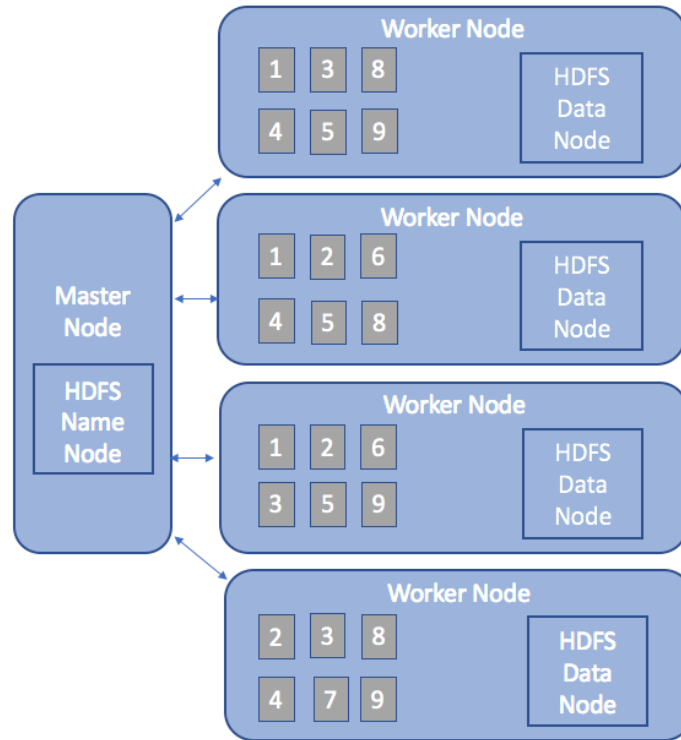 Worker Node
1 3 8
4 5 9
HDFS
Data
Node
Worker Node
1 2 6
4 5 8
HDFS
Data
Node
Master
Node
HDFS
Name
Node
Worker Node
1 2 6
3 5 9
HDFS
Data
Node
Worker Node
2 3 8
4 7 9
HDFS
Data
Node